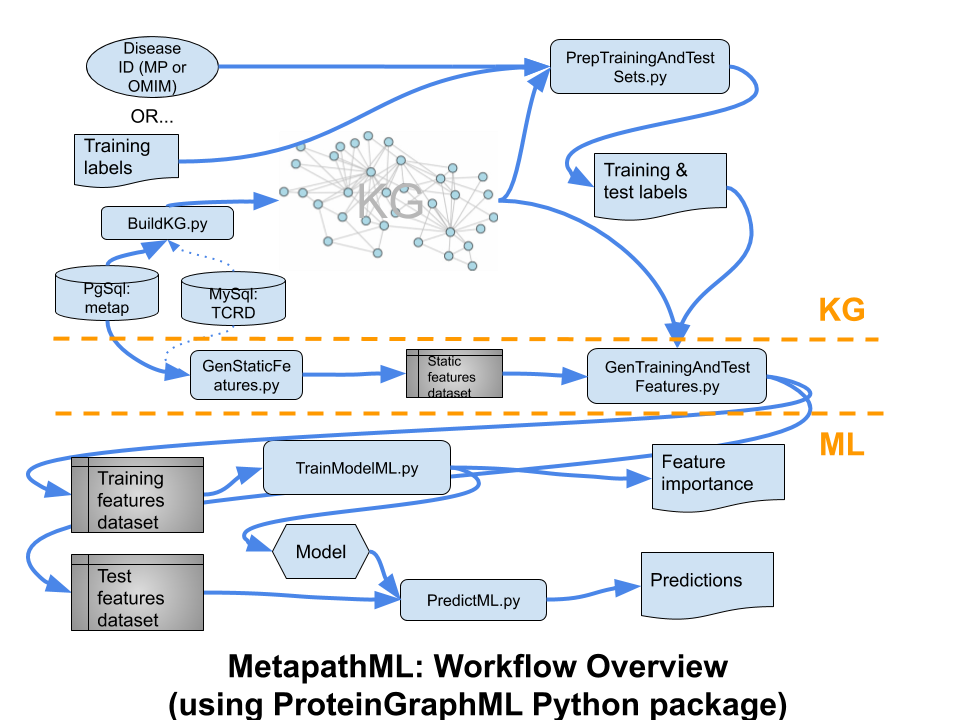 Disease
ID (MP or
OMIM)
PrepTrainingAndTest
Sets.py
OR...
Training
labels
Training &
test labels
KG
BuildKG.py
PgSql:
metap
MySql:
TCRD
KG
GenStaticFe
atures.py
Static
features
dataset
GenTrainingAndTest
Features.py
ML
Training
features
dataset
TrainModelML.py
Feature
importance
Model
Test
features
dataset
PredictML.py
Predictions
MetapathML: Workflow Overview
(using ProteinGraphML Python package)